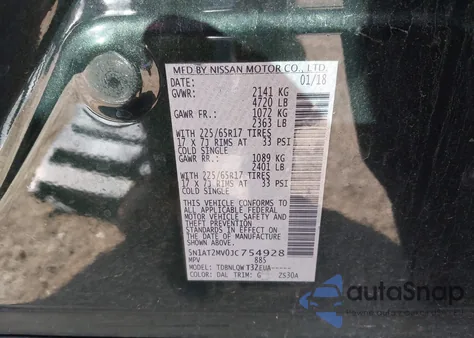 MFD BY NISSAN MOTOR CO., LTD.
DATE: 01/18
GVWR: 2141 KG
4720 LB
GAWR FR.: 1072 KG
2363 LB
WITH 225/65R17 TIRES
17 X 7J RIMS AT 33 PSI
COLD SINGLE
GAWR RR.: 1089 KG
2401 LB
WITH 225/65R17 TIRES
17 X 7J RIMS AT 33 PSI
COLD SINGLE
THIS VEHICLE CONFORMS TO
ALL APPLICABLE FEDERAL
MOTOR VEHICLE SAFETY AND
THEFT PREVENTION
STANDARDS IN EFFECT ON THE
DATE OF MANUFACTURE
SHOWN ABOVE.
5N1AT2MV0JC754928
MPV 885
MODEL: TDBNLQWT32EUA-----
COLOR: DAL TRIM: G 2530A
autoSnap